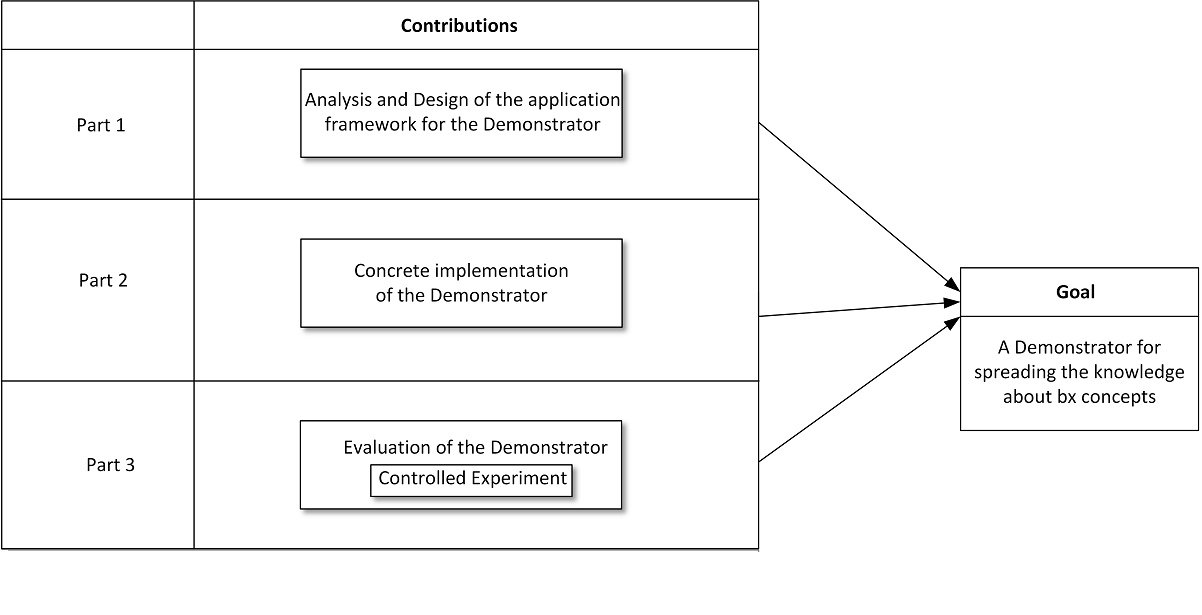 Contributions
Part 1
Analysis and Design of the application
framework for the Demonstrator
Part 2
Concrete implementation
of the Demonstrator
Part 3
Evaluation of the Demonstrator
Controlled Experiment
Goal
A Demonstrator for
spreading the knowledge
about bx concepts